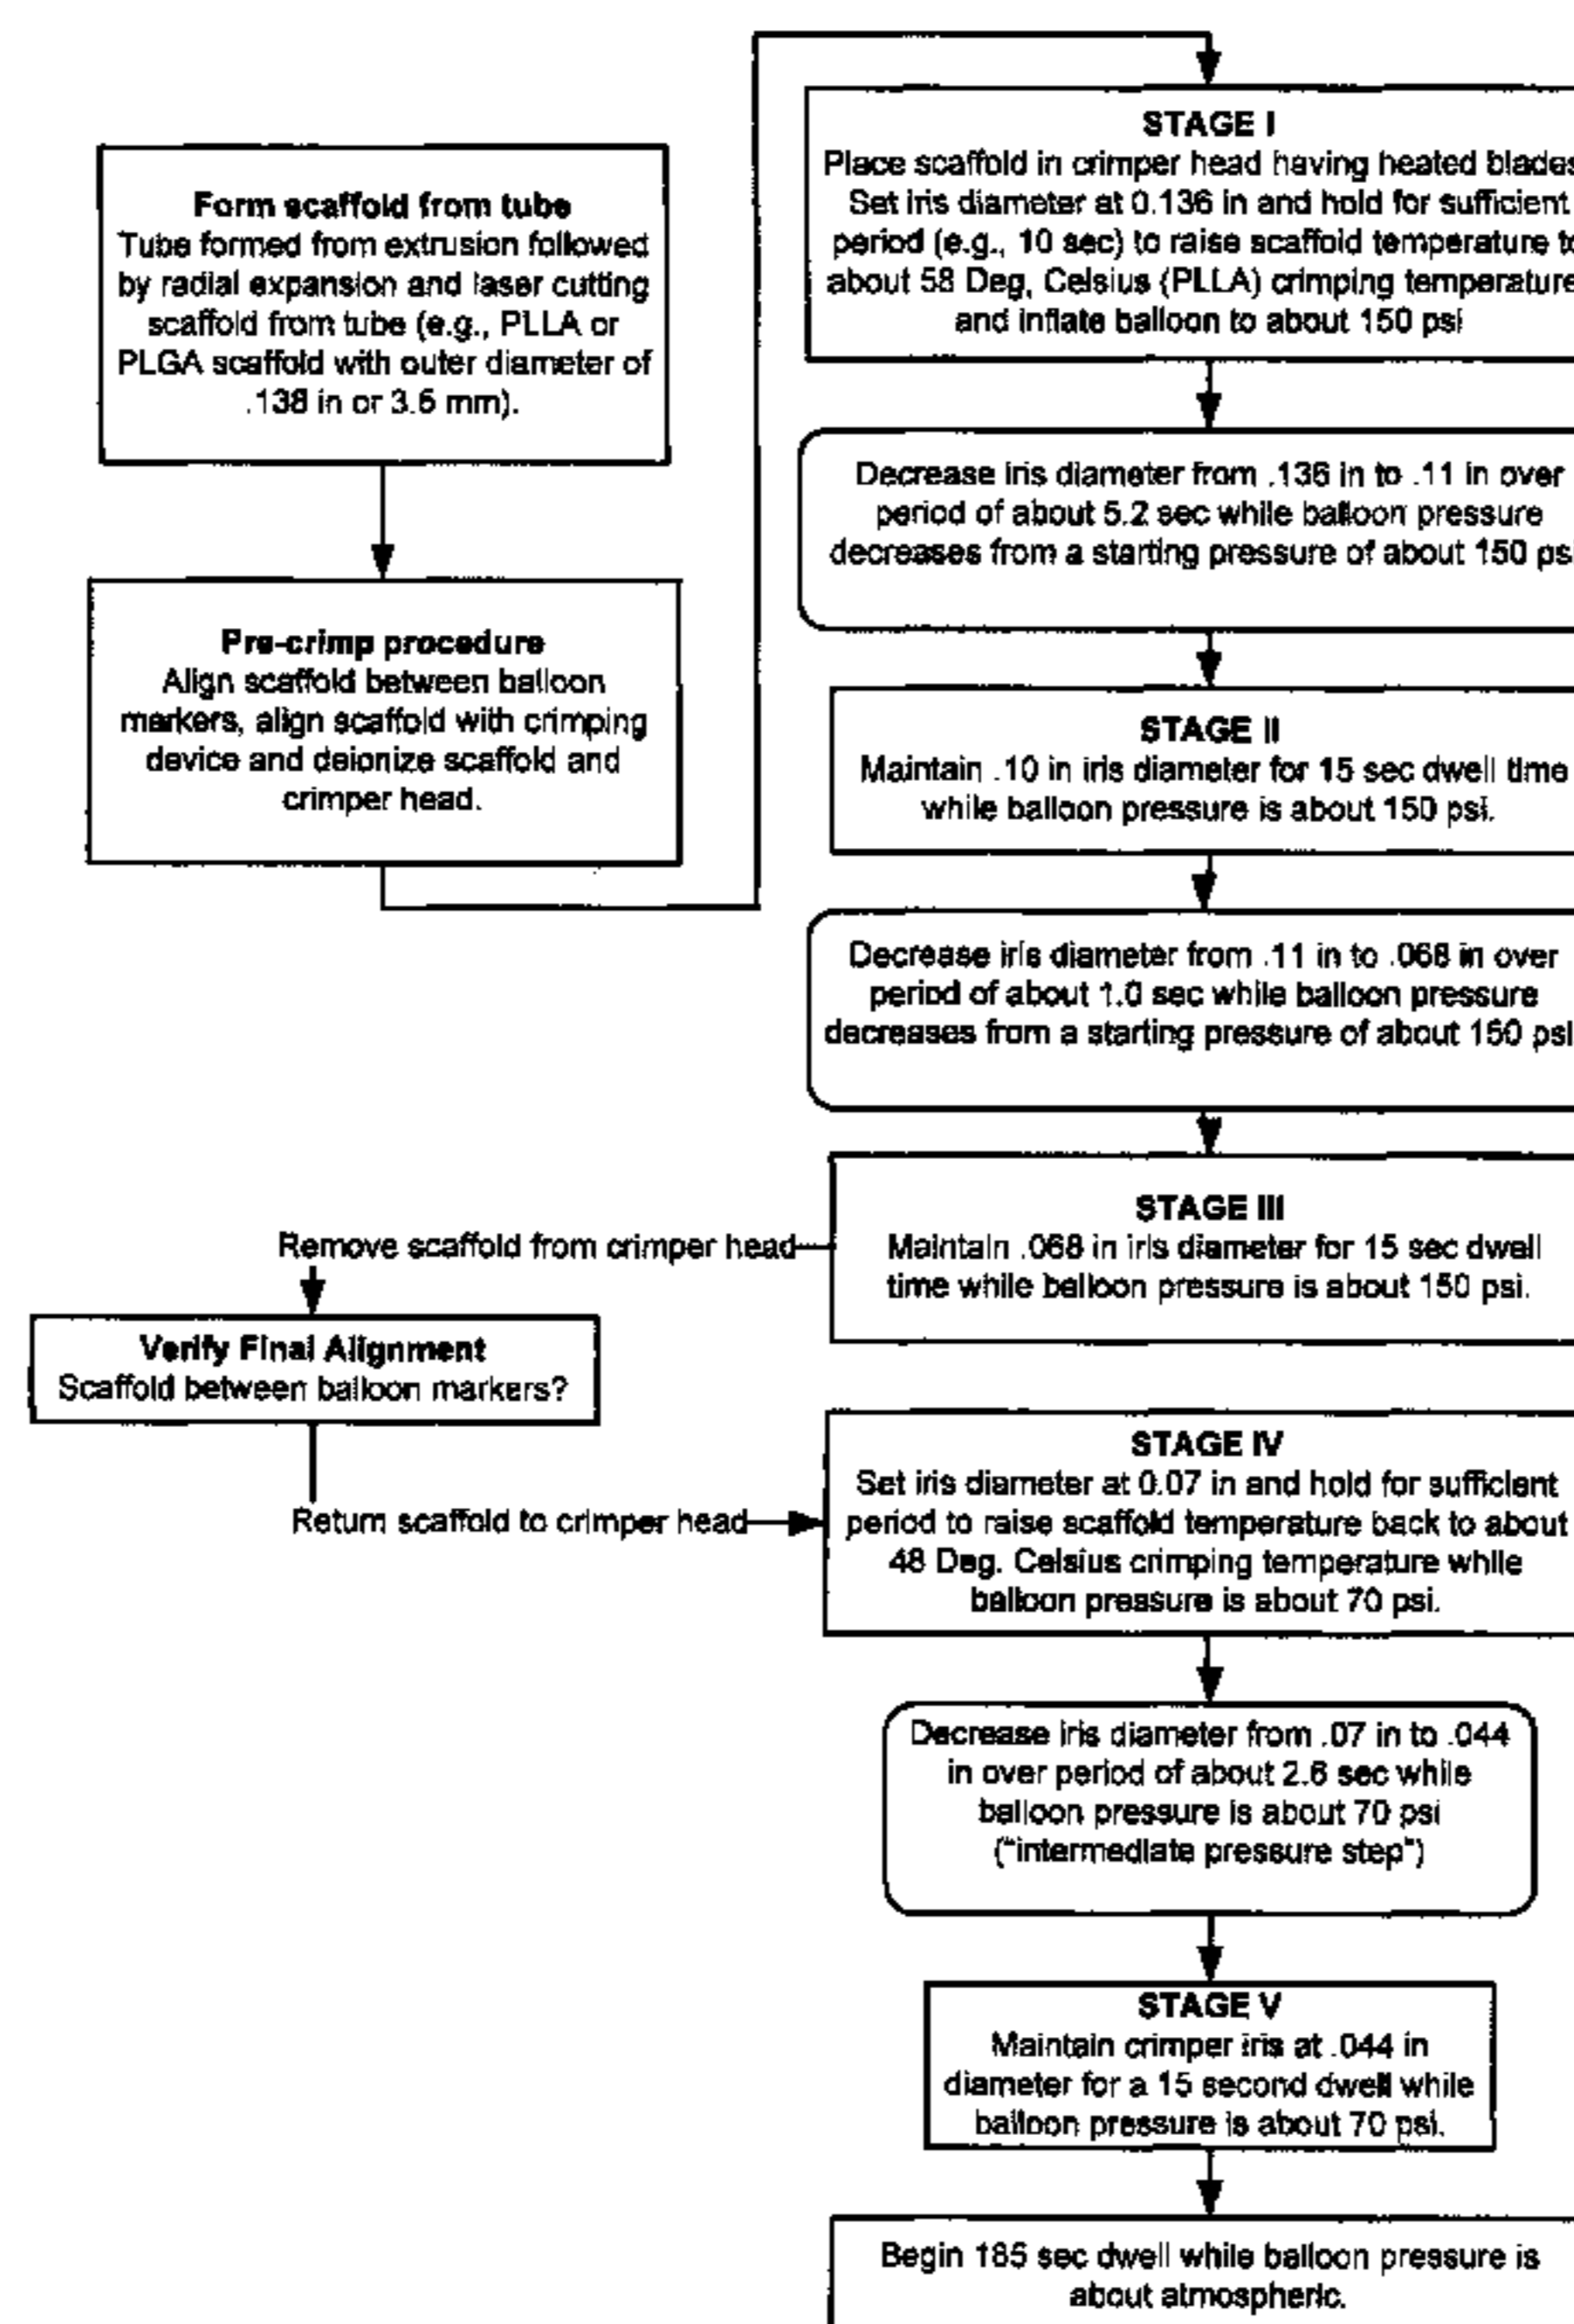 Form scaffold from tube
Tube formed from extrusion followed
by radial expansion and laser cutting
scaffold from tube (e.g., PLLA or
PLGA scaffold with outer diameter of
.138 in or 3.5 mm).
Pre-crimp procedure
Align scaffold between balloon
markers, align scaffold with crimping
device and deionize scaffold and
crimper head.
STAGE I
Place scaffold in crimper head having heated blades
Set iris diameter at 0.136 in and hold for sufficient
period (e.g., 10 sec) to raise scaffold temperature to
about 58 Deg, Celsius (PLLA) crimping temperature
and inflate balloon to about 150 psi
Decrease iris diameter from .136 in to .11 in over
period of about 5.2 sec while balloon pressure
decreases from a starting pressure of about 150 psi
STAGE II
Maintain .10 in iris diameter for 15 sec dwell time
while balloon pressure is about 150 psi.
Decrease iris diameter from .11 in to .068 in over
period of about 1.0 sec while balloon pressure
decreases from a starting pressure of about 150 psi
STAGE III
Maintain .068 in iris diameter for 15 sec dwell
time while balloon pressure is about 150 psi.
Remove scaffold from crimper head
Verify Final Alignment
Scaffold between balloon markers?
Return scaffold to crimper head
STAGE IV
Set iris diameter at 0.07 in and hold for sufficient
period to raise scaffold temperature back to about
48 Deg. Celsius crimping temperature while
balloon pressure is about 70 psi.
Decrease iris diameter from .07 in to .044
in over period of about 2.6 sec while
balloon pressure is about 70 psi
("intermediate pressure step")
STAGE V
Maintain crimper iris at .044 in
diameter for a 15 second dwell while
balloon pressure is about 70 psi.
Begin 185 sec dwell while balloon pressure is
about atmospheric.